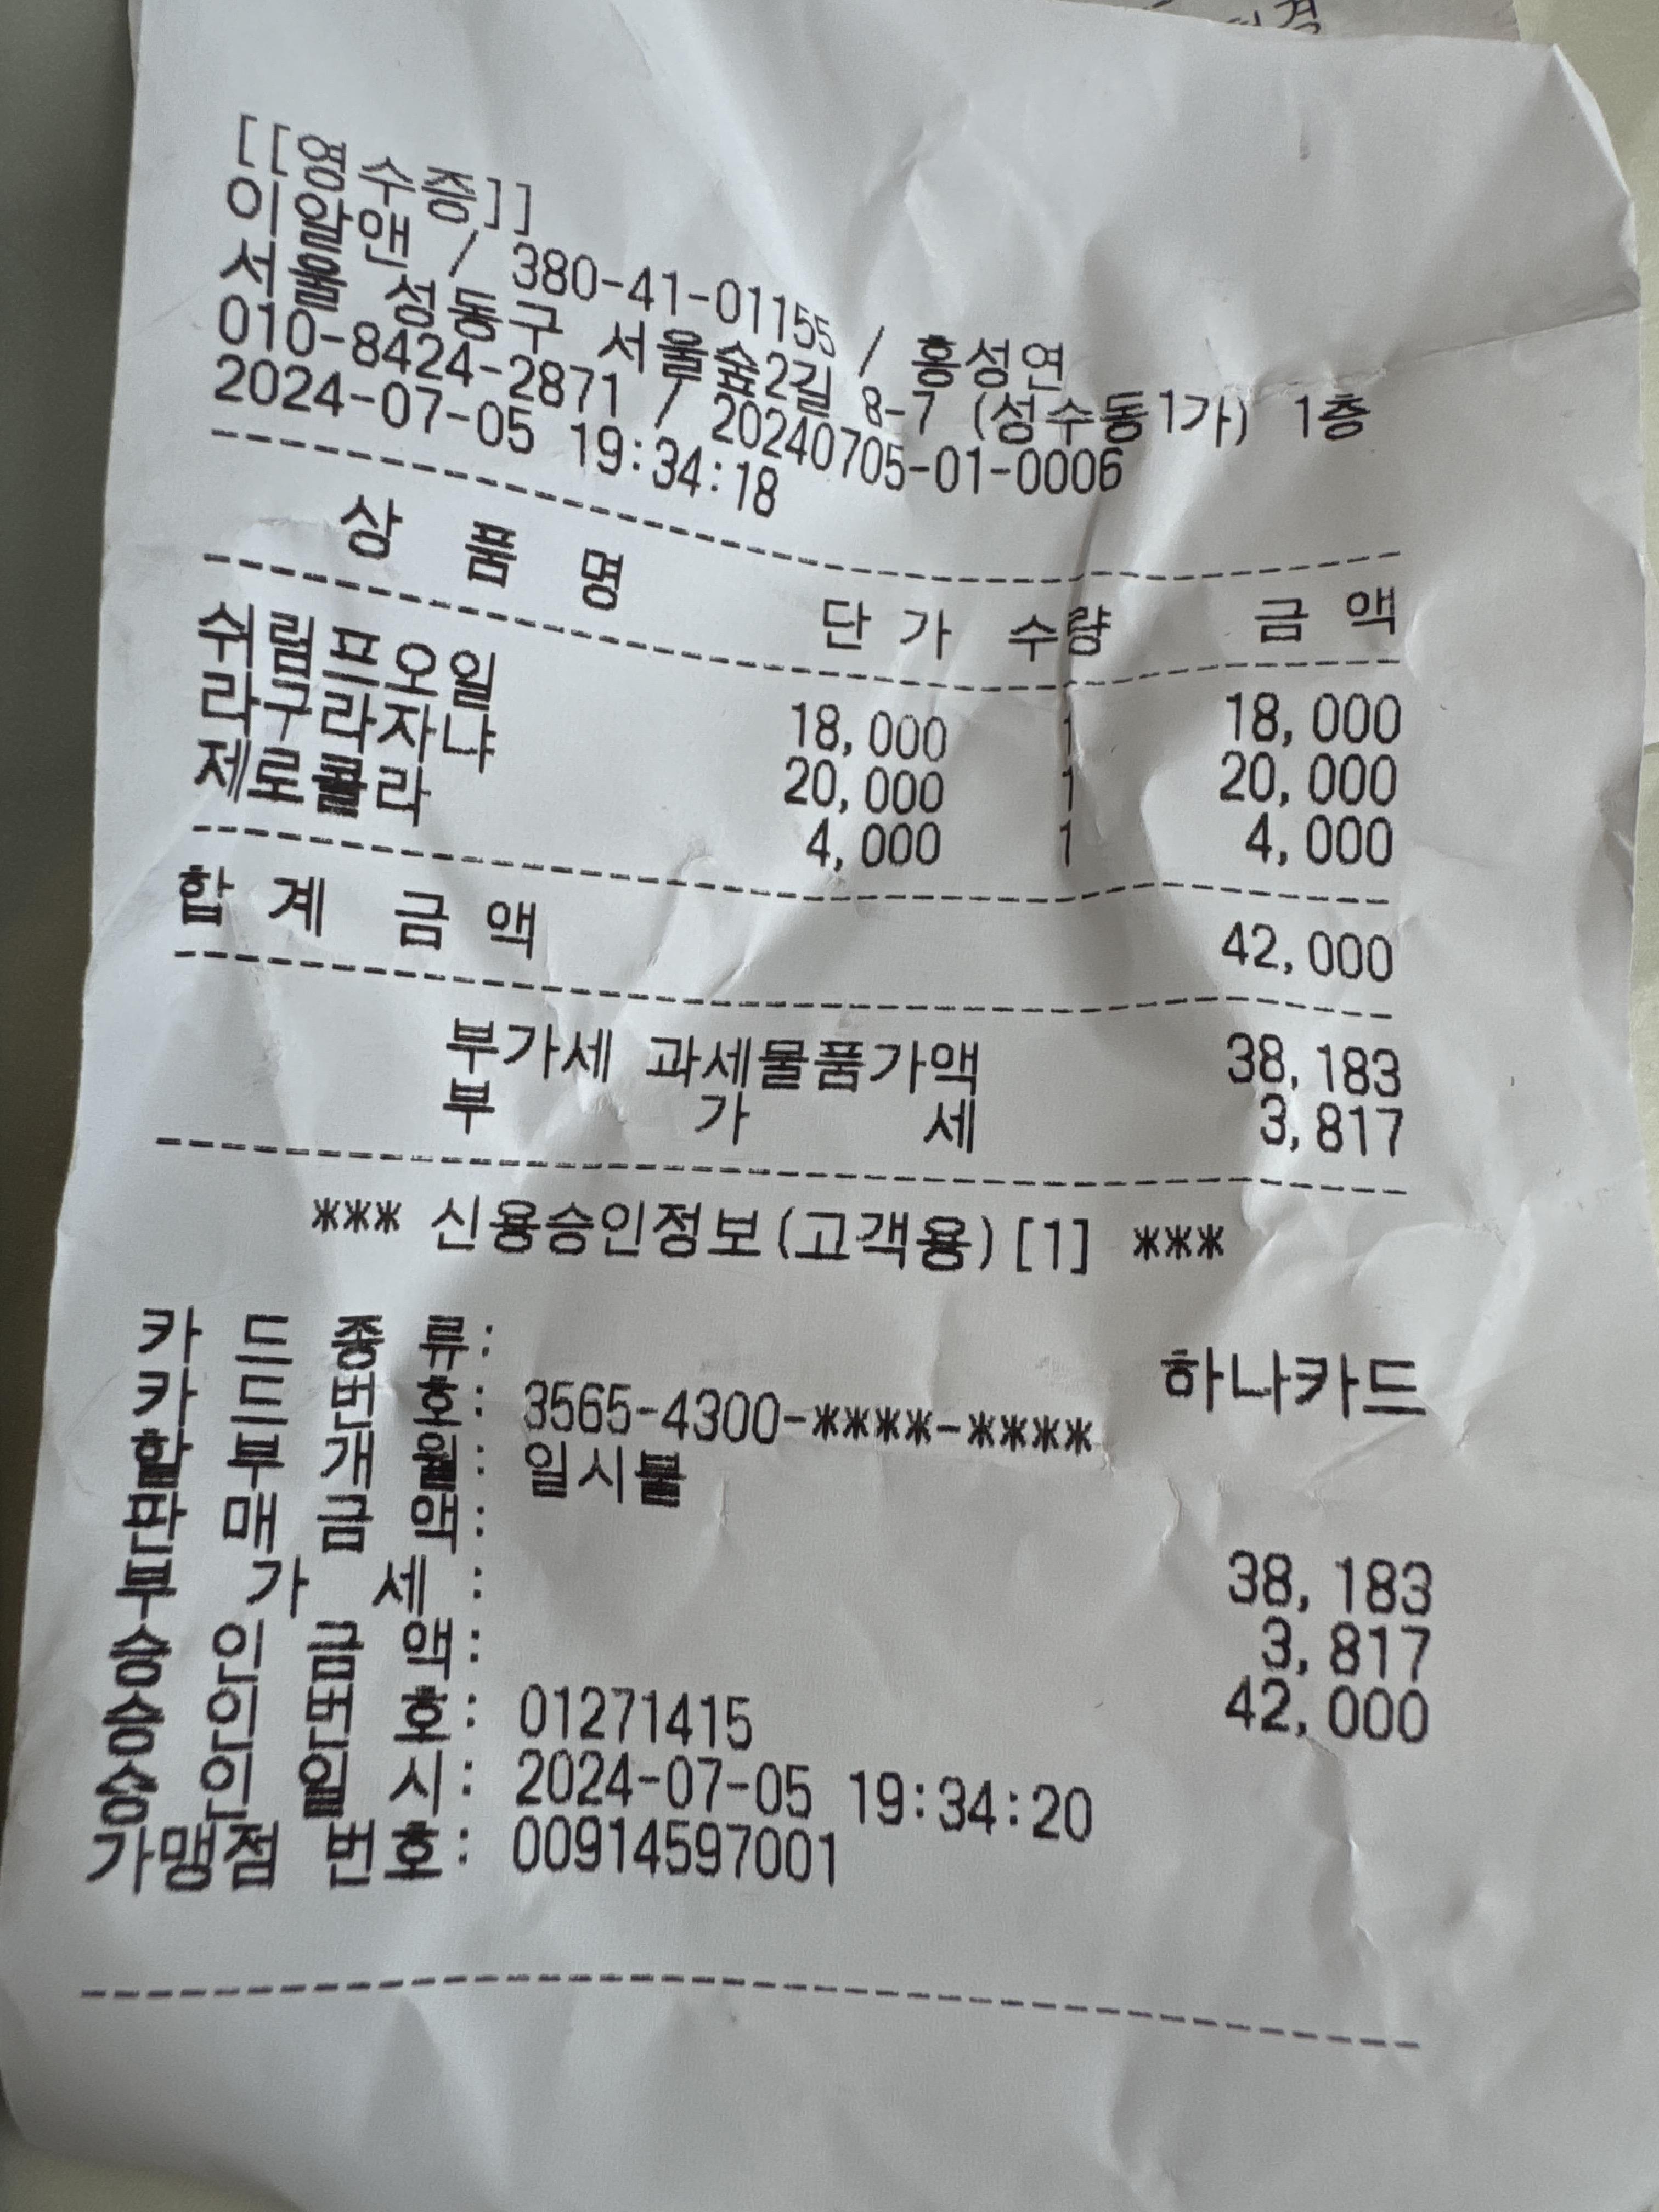 [[영수증]]
이알앤 / 380-41-01155 / 홍성연
서울 성동구 서울숲2길 8-7 (성수동1가) 1층
010-8424-2871 / 20240705-01-0006
2024-07-05 19:34:18
상 품 명 단 가 수량 금 액
쉬림프오일 18,000 1 18,000
라구라자냐 20,000 1 20,000
제로콜라 4,000 1 4,000
합 계 금 액 42,000
부가세 과세물품가액 38,183
부 가 세 3,817
*** 신용승인정보(고객용)[1] ***
카 드 종 류: 하나카드
카 드 번 호: 3565-4300-****-****
할 부 개 월: 일시불
판 매 금 액: 38,183
부 가 세 : 3,817
승 인 금 액: 42,000
승 인 번 호: 01271415
승 인 일 시: 2024-07-05 19:34:20
가맹점 번호: 00914597001